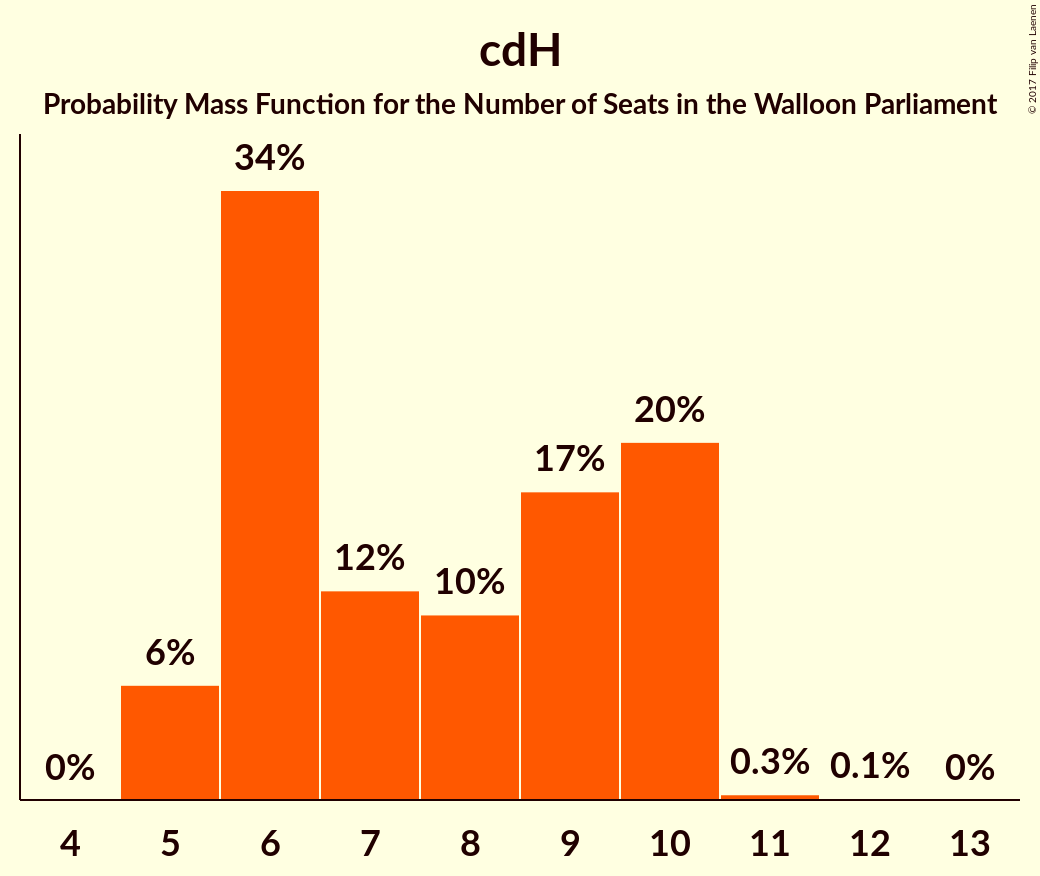 cdH
Probability Mass Function for the Number of Seats in the Walloon Parliament
© 2017 Filip van Laenen
34%
20%
17%
12%
10%
6%
0%
0.3%
0.1%
0%
4 5 6 7 8 9 10 11 12 13